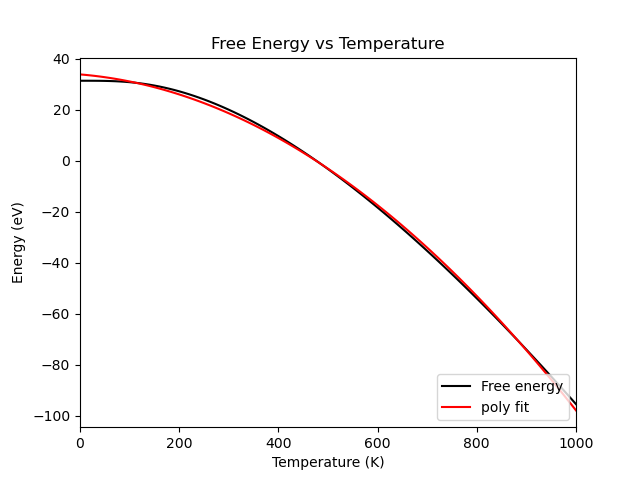 Free Energy vs Temperature
Energy (eV)
40
20
0
−20
−40
−60
−80
−100
Free energy
poly fit
0 200 400 600 800 1000
Temperature (K)